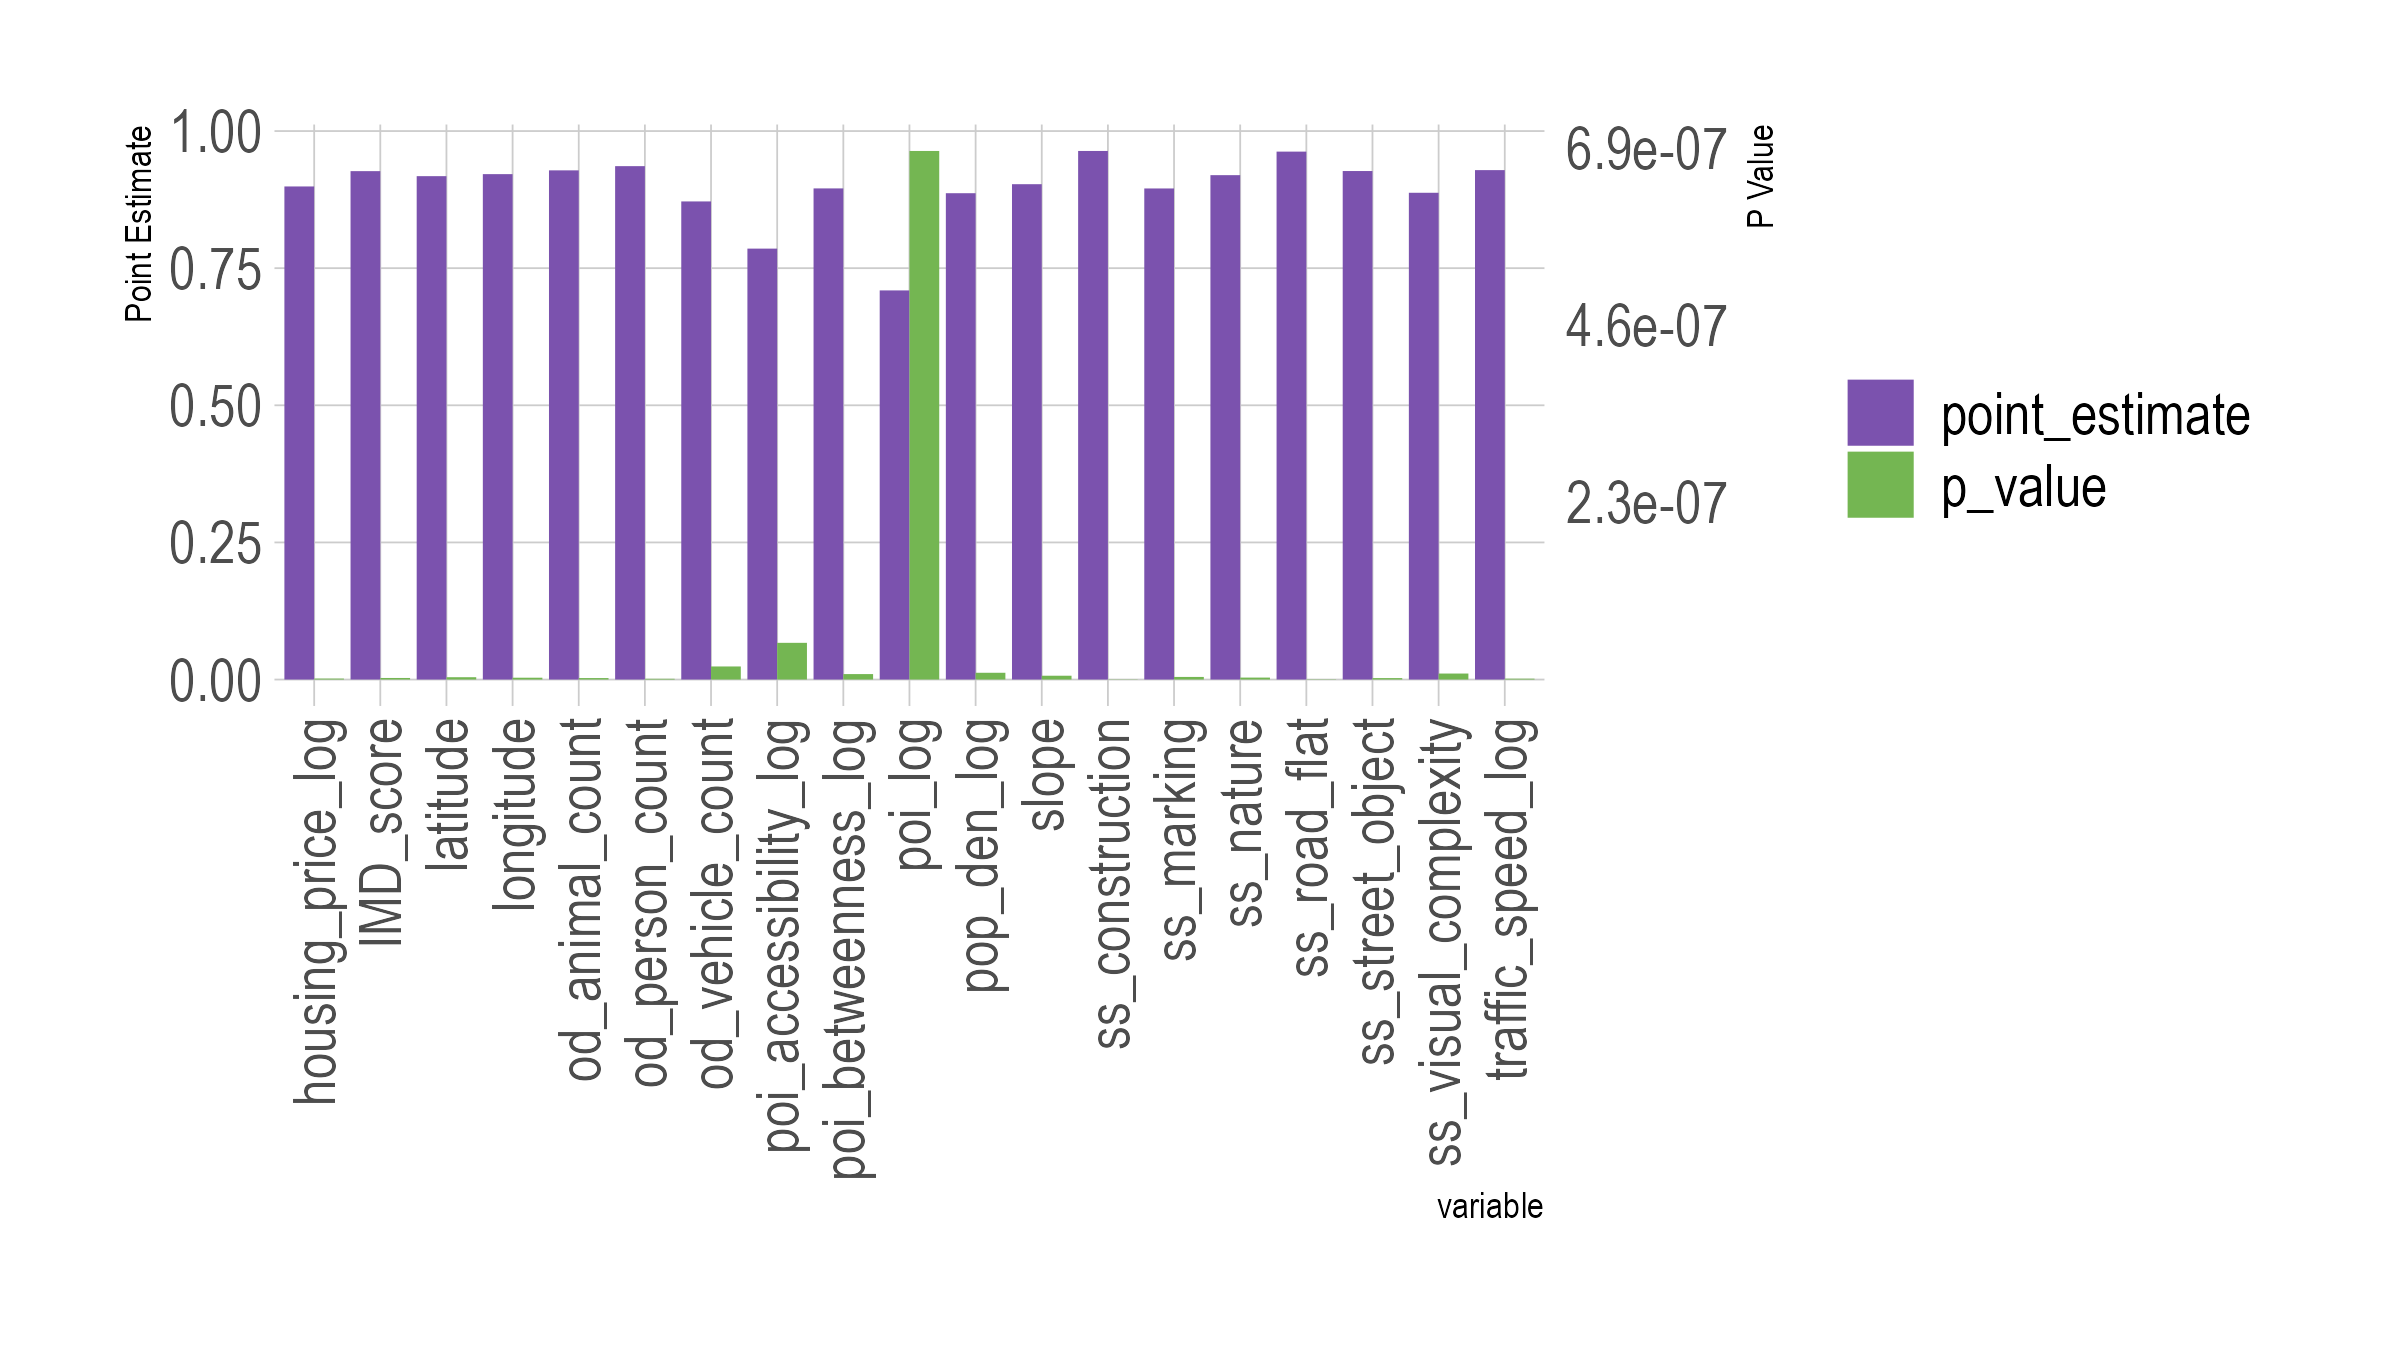 Point Estimate
1.00
0.75
0.50
0.25
0.00
6.9e-07
4.6e-07
2.3e-07
P Value
point_estimate
p_value
housing_price_log
IMD_score
latitude
longitude
od_animal_count
od_person_count
od_vehicle_count
poi_accessibility_log
poi_betweenness_log
poi_log
pop_den_log
slope
ss_construction
ss_marking
ss_nature
ss_road_flat
ss_street_object
ss_visual_complexity
traffic_speed_log
variable